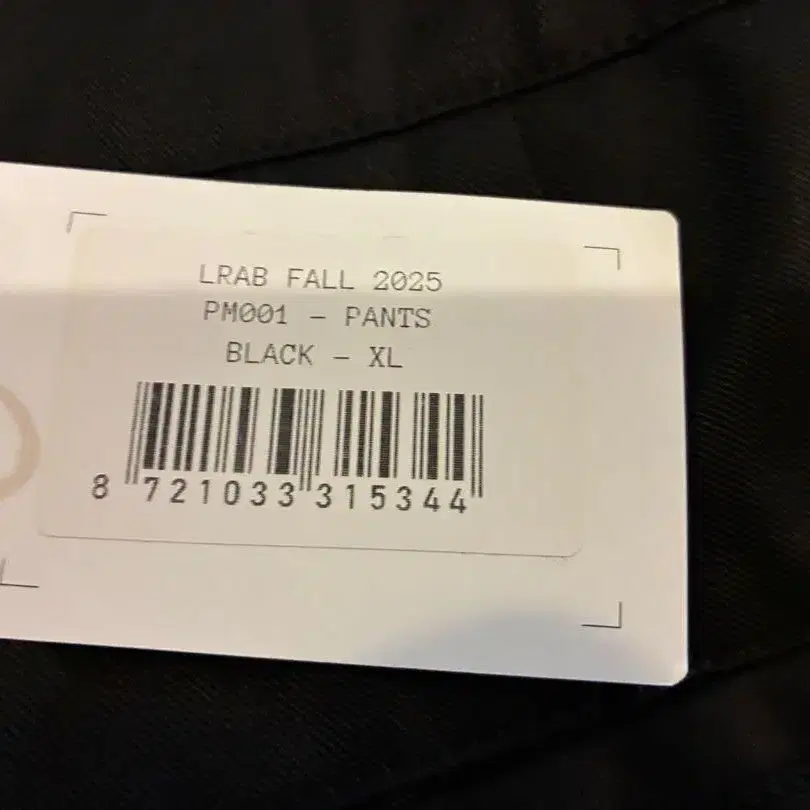 LRAB FALL 2025
PM001 – PANTS
BLACK – XL
8 721033 315344